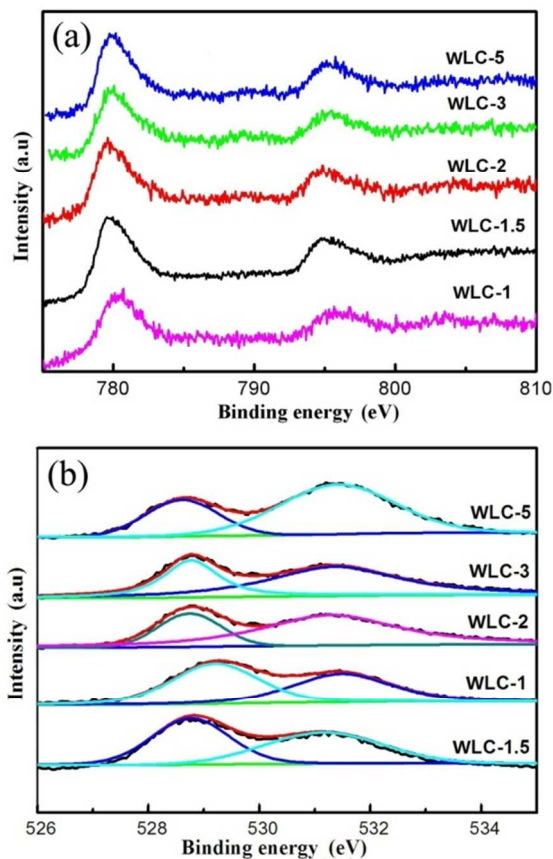 (a)
WLC-5
WLC-3
WLC-2
WLC-1.5
WLC-1
Intensity (a.u)
780 790 800 810
Binding energy (eV)
(b)
WLC-5
WLC-3
WLC-2
WLC-1
WLC-1.5
Intensity (a.u)
526 528 530 532 534
Binding energy (eV)